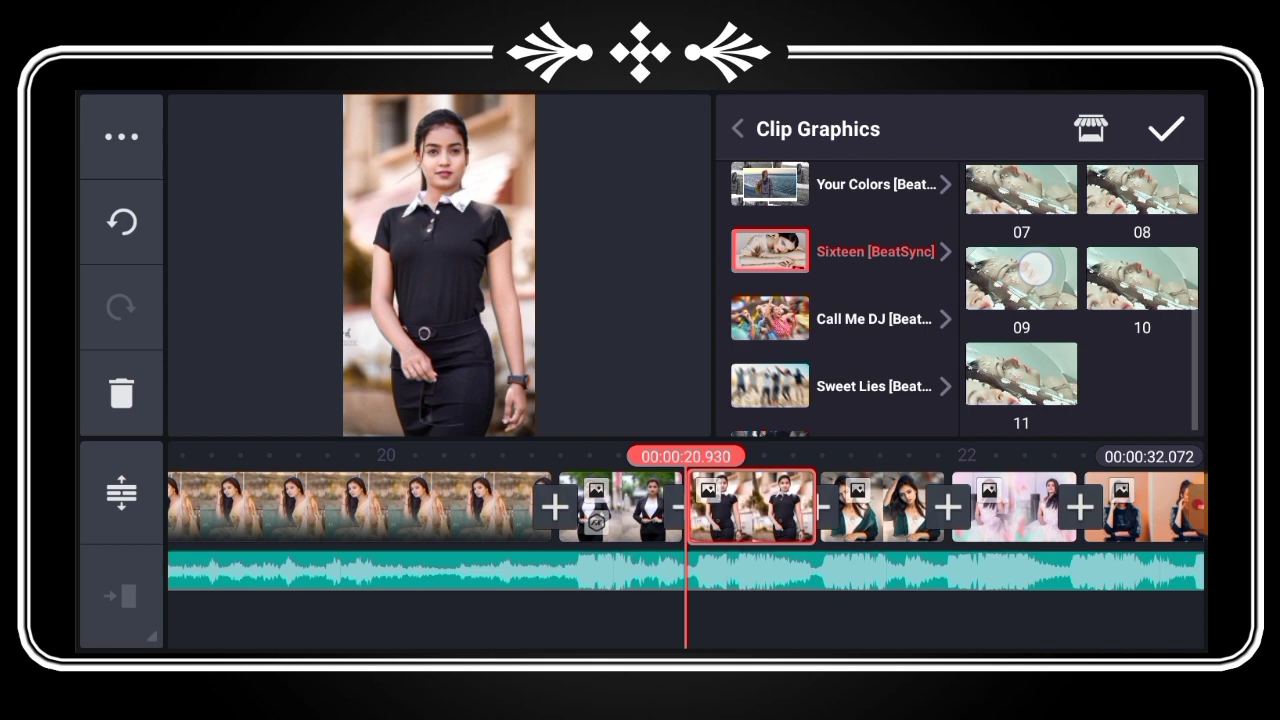 Clip Graphics
Your Colors [Beat...
Sixteen [BeatSync]
Call Me DJ [Beat...
Sweet Lies [Beat...
07
08
09
10
11
20
00:00:20.930
22
00:00:32.072